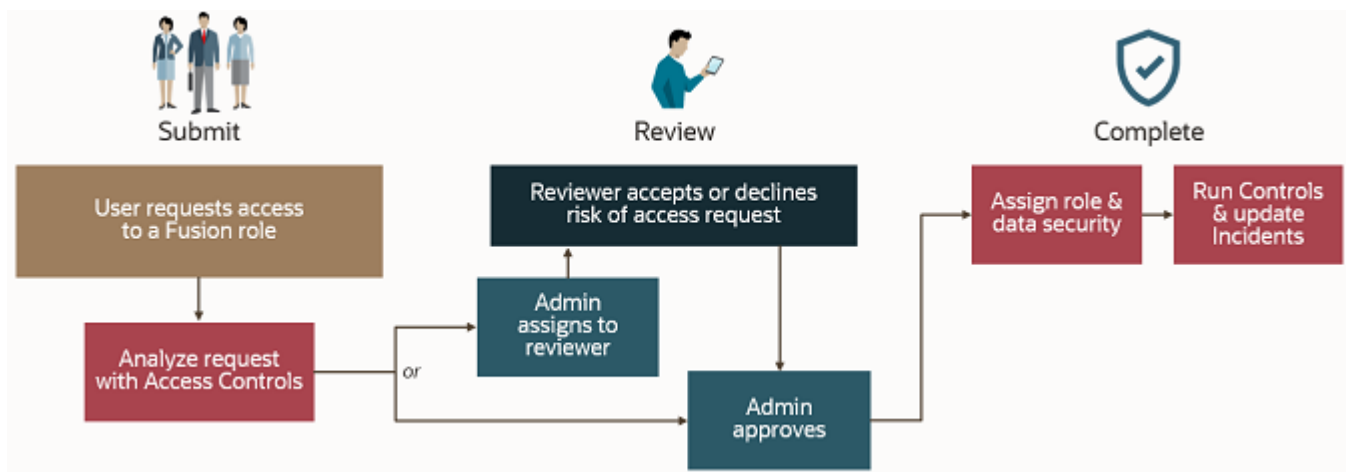 Submit
Review
Complete
User requests access
to a Fusion role
Analyze request
with Access Controls
or
Admin
assigns to
reviewer
Reviewer accepts or declines
risk of access request
Admin
approves
Assign role &
data security
Run Controls
& update
Incidents